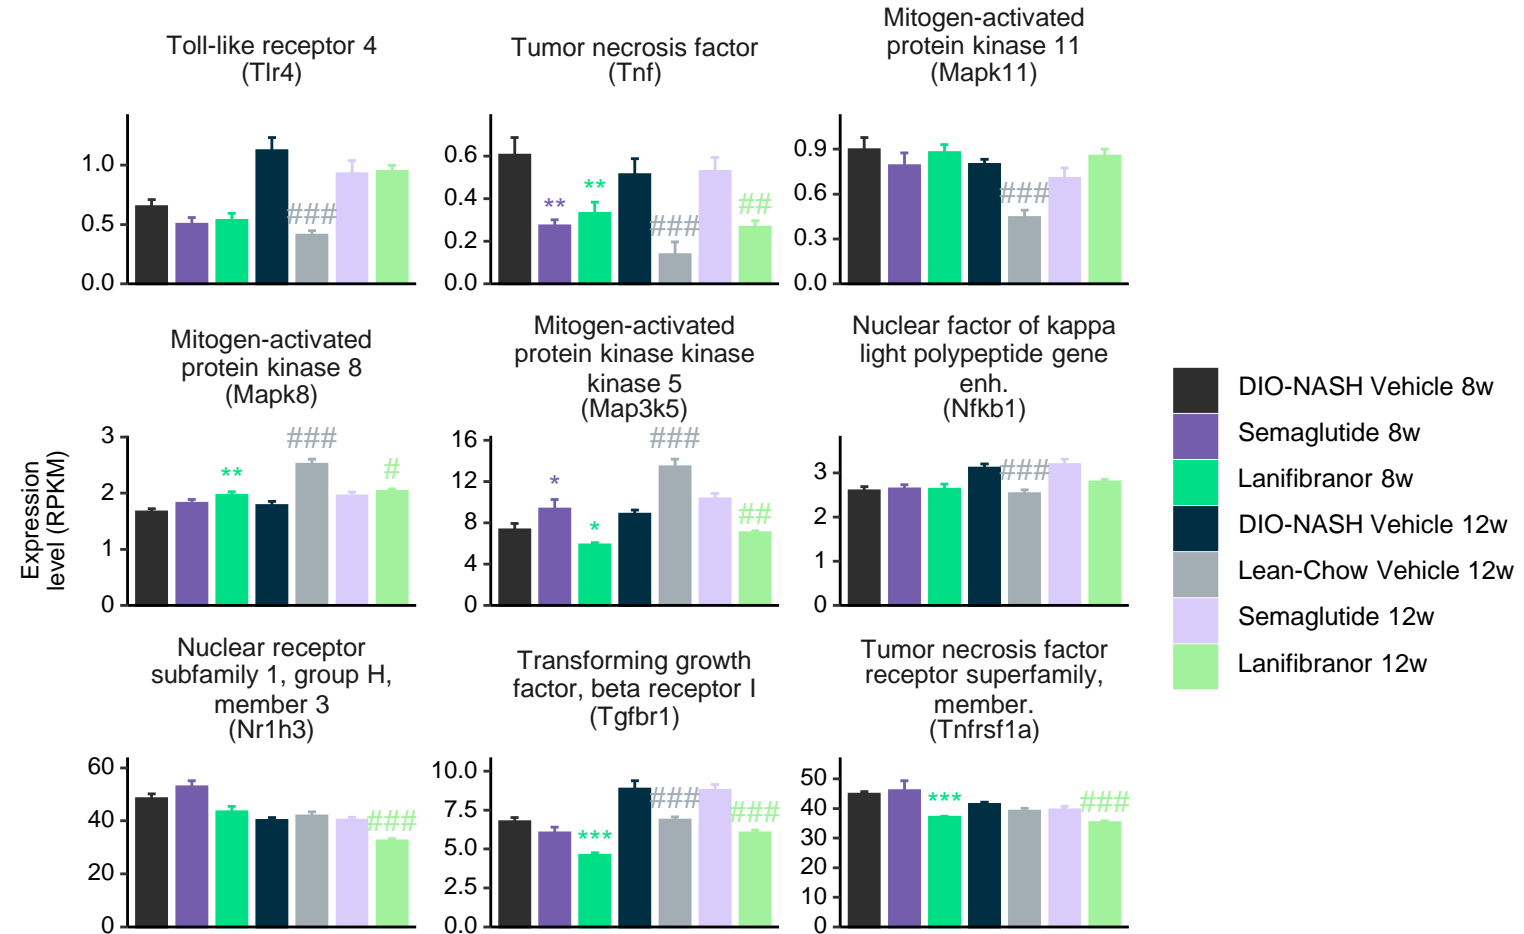 Toll-like receptor 4
(Tlr4)
1.0
0.5
0.0
###
Tumor necrosis factor
(Tnf)
0.6
0.4
0.2
0.0
**
**
###
##
Mitogen-activated
protein kinase 11
(Mapk11)
0.9
0.6
0.3
0.0
###
Expression
level (RPKM)
Mitogen-activated
protein kinase 8
(Mapk8)
3
2
1
0
**
###
#
Mitogen-activated
protein kinase kinase
kinase 5
(Map3k5)
16
12
8
4
0
*
*
###
##
Nuclear factor of kappa
light polypeptide gene
enh.
(Nfkb1)
3
2
1
0
###
Nuclear receptor
subfamily 1, group H,
member 3
(Nr1h3)
60
40
20
0
###
Transforming growth
factor, beta receptor I
(Tgfbr1)
10.0
7.5
5.0
2.5
0.0
***
###
###
Tumor necrosis factor
receptor superfamily,
member.
(Tnfrsf1a)
50
40
30
20
10
0
***
###
DIO-NASH Vehicle 8w
Semaglutide 8w
Lanifibranor 8w
DIO-NASH Vehicle 12w
Lean-Chow Vehicle 12w
Semaglutide 12w
Lanifibranor 12w